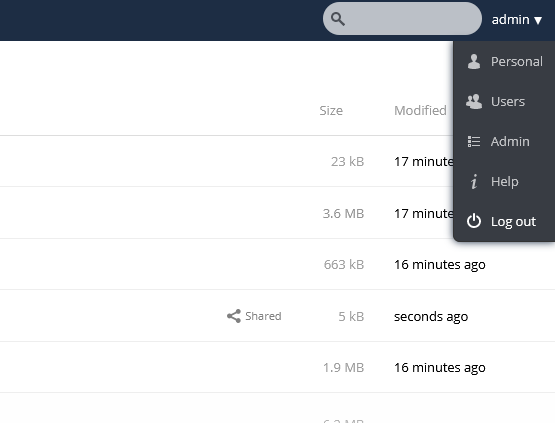 admin ▼
Personal
Users
Admin
Help
Log out
Size Modified
23 kB 17 minute
3.6 MB 17 minute
663 kB 16 minutes ago
Shared 5 kB seconds ago
1.9 MB 16 minutes ago